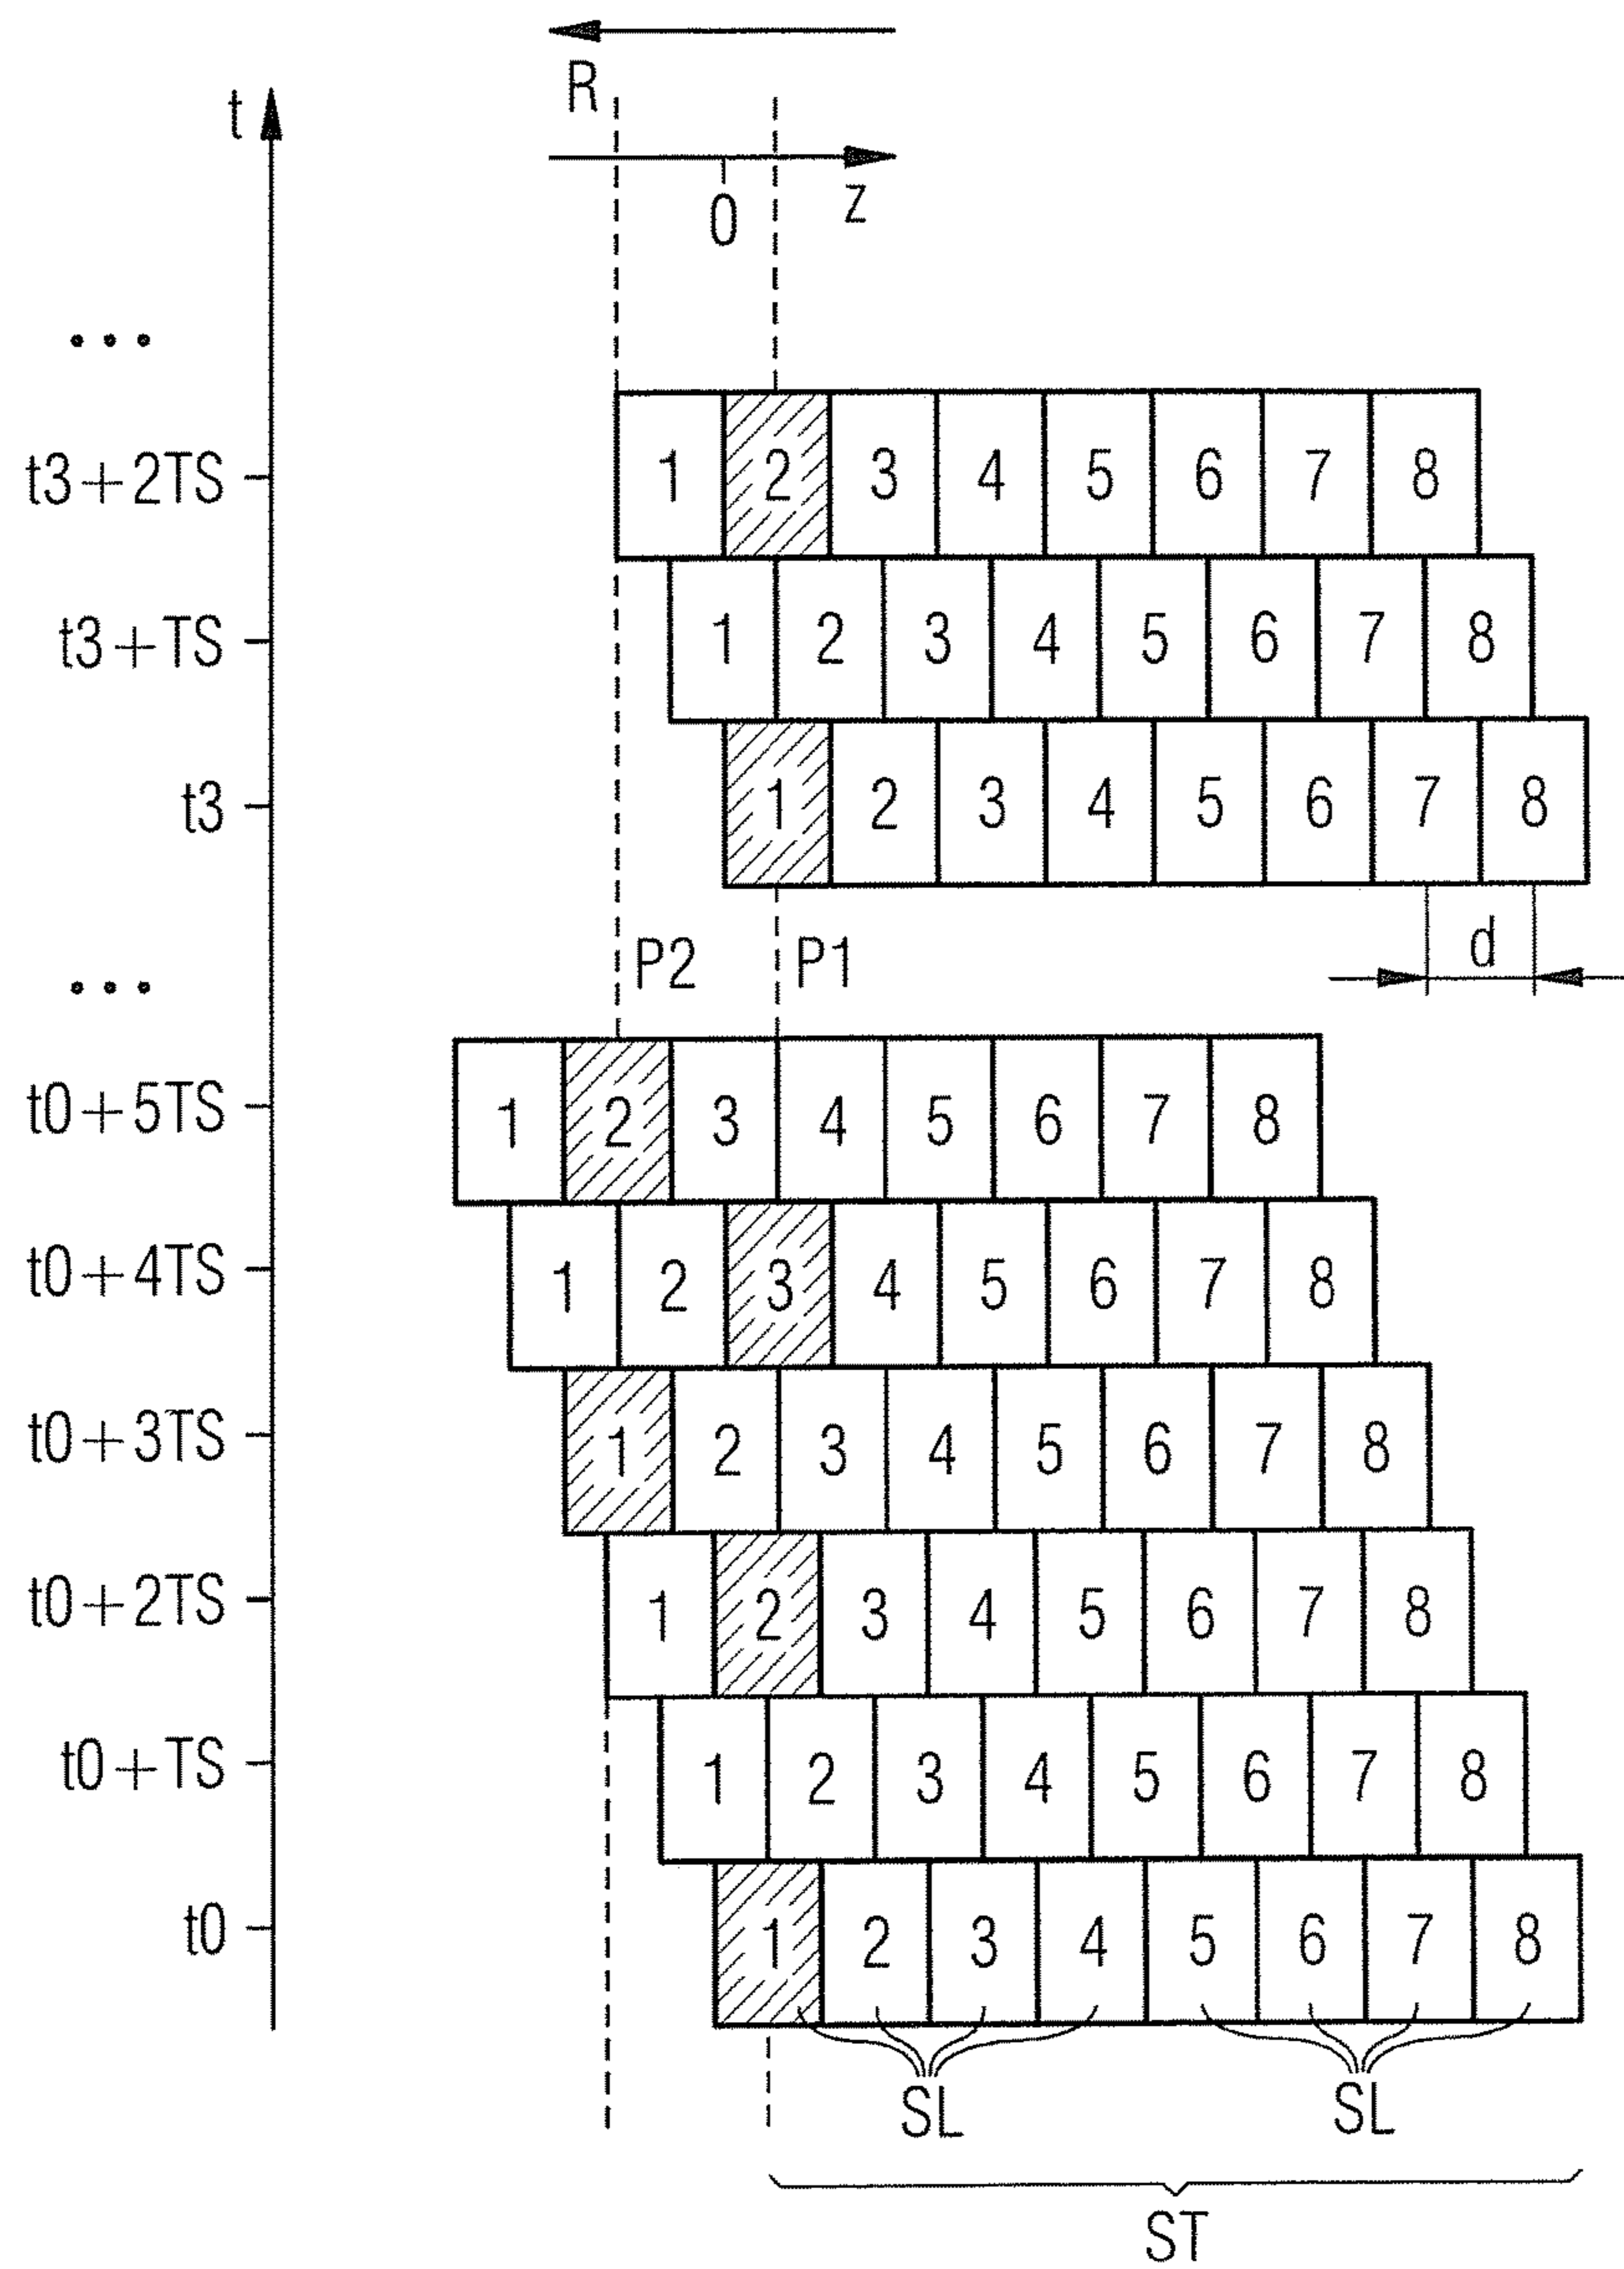 R
t
0
z
...
t3+2TS 1 2 3 4 5 6 7 8
t3+TS 1 2 3 4 5 6 7 8
t3 1 2 3 4 5 6 7 8
P2 P1 d
...
t0+5TS 1 2 3 4 5 6 7 8
t0+4TS 1 2 3 4 5 6 7 8
t0+3TS 1 2 3 4 5 6 7 8
t0+2TS 1 2 3 4 5 6 7 8
t0+TS 1 2 3 4 5 6 7 8
t0 1 2 3 4 5 6 7 8
SL SL
ST